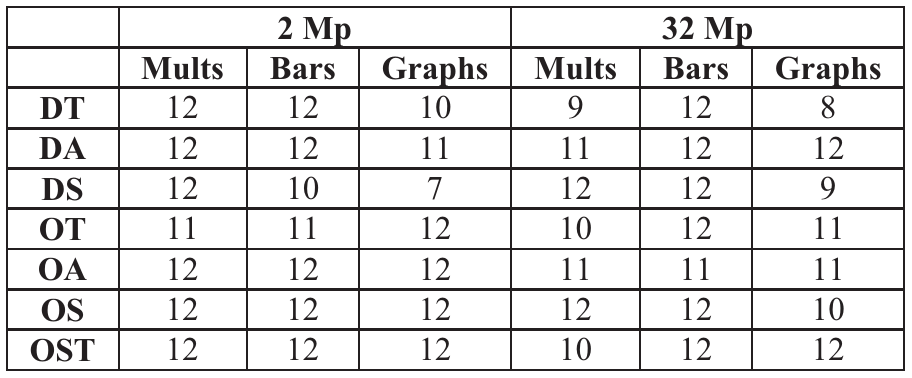 2 Mp 32 Mp
Mults Bars Graphs Mults Bars Graphs
DT 12 12 10 9 12 8
DA 12 12 11 11 12 12
DS 12 10 7 12 12 9
OT 11 11 12 10 12 11
OA 12 12 12 11 11 11
OS 12 12 12 12 12 10
OST 12 12 12 10 12 12